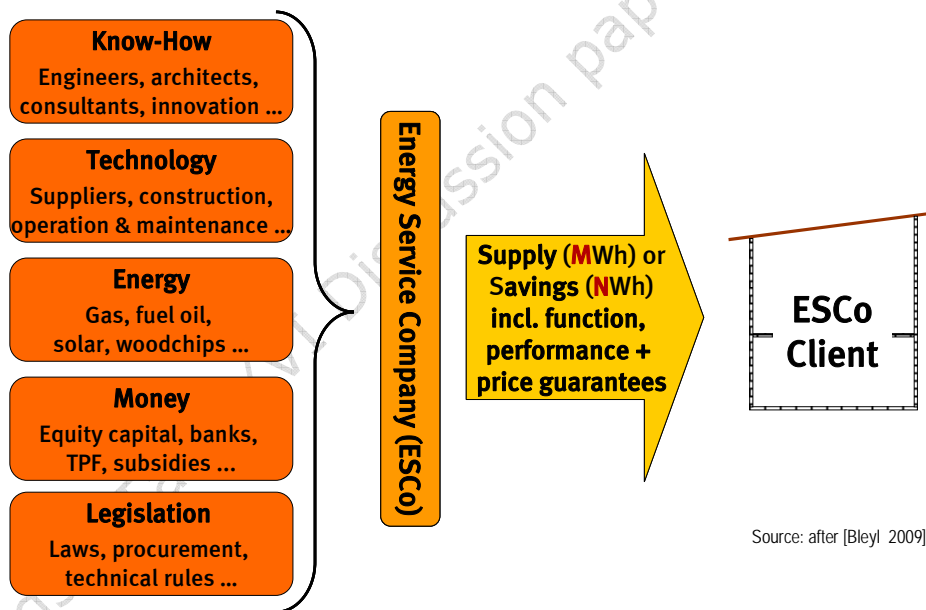 Know-How
Engineers, architects,
consultants, innovation ...
Technology
Suppliers, construction,
operation & maintenance ...
Energy
Gas, fuel oil,
solar, woodchips ...
Money
Equity capital, banks,
TPF, subsidies ...
Legislation
Laws, procurement,
technical rules ...
Energy Service Company (ESCo)
Supply (MWh) or
Savings (NWh)
incl. function,
performance +
price guarantees
ESCo
Client
Source: after [Bleyl 2009]
Discussion pap